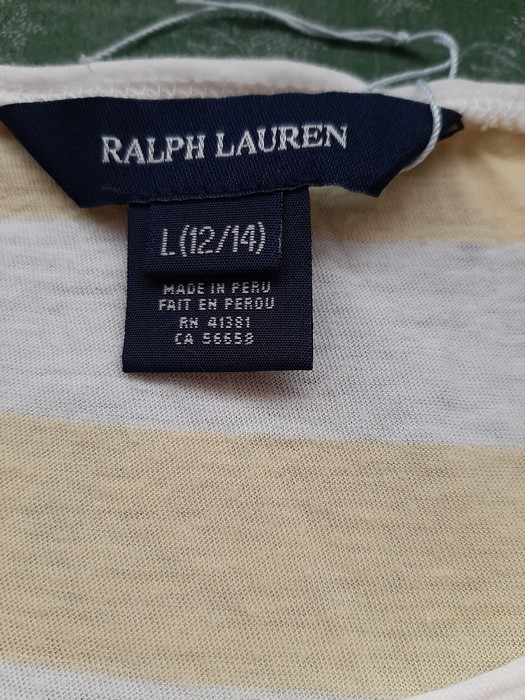 RALPH LAUREN
L(12/14)
MADE IN PERU
FAIT EN PEROU
RN 41381
CA 56658